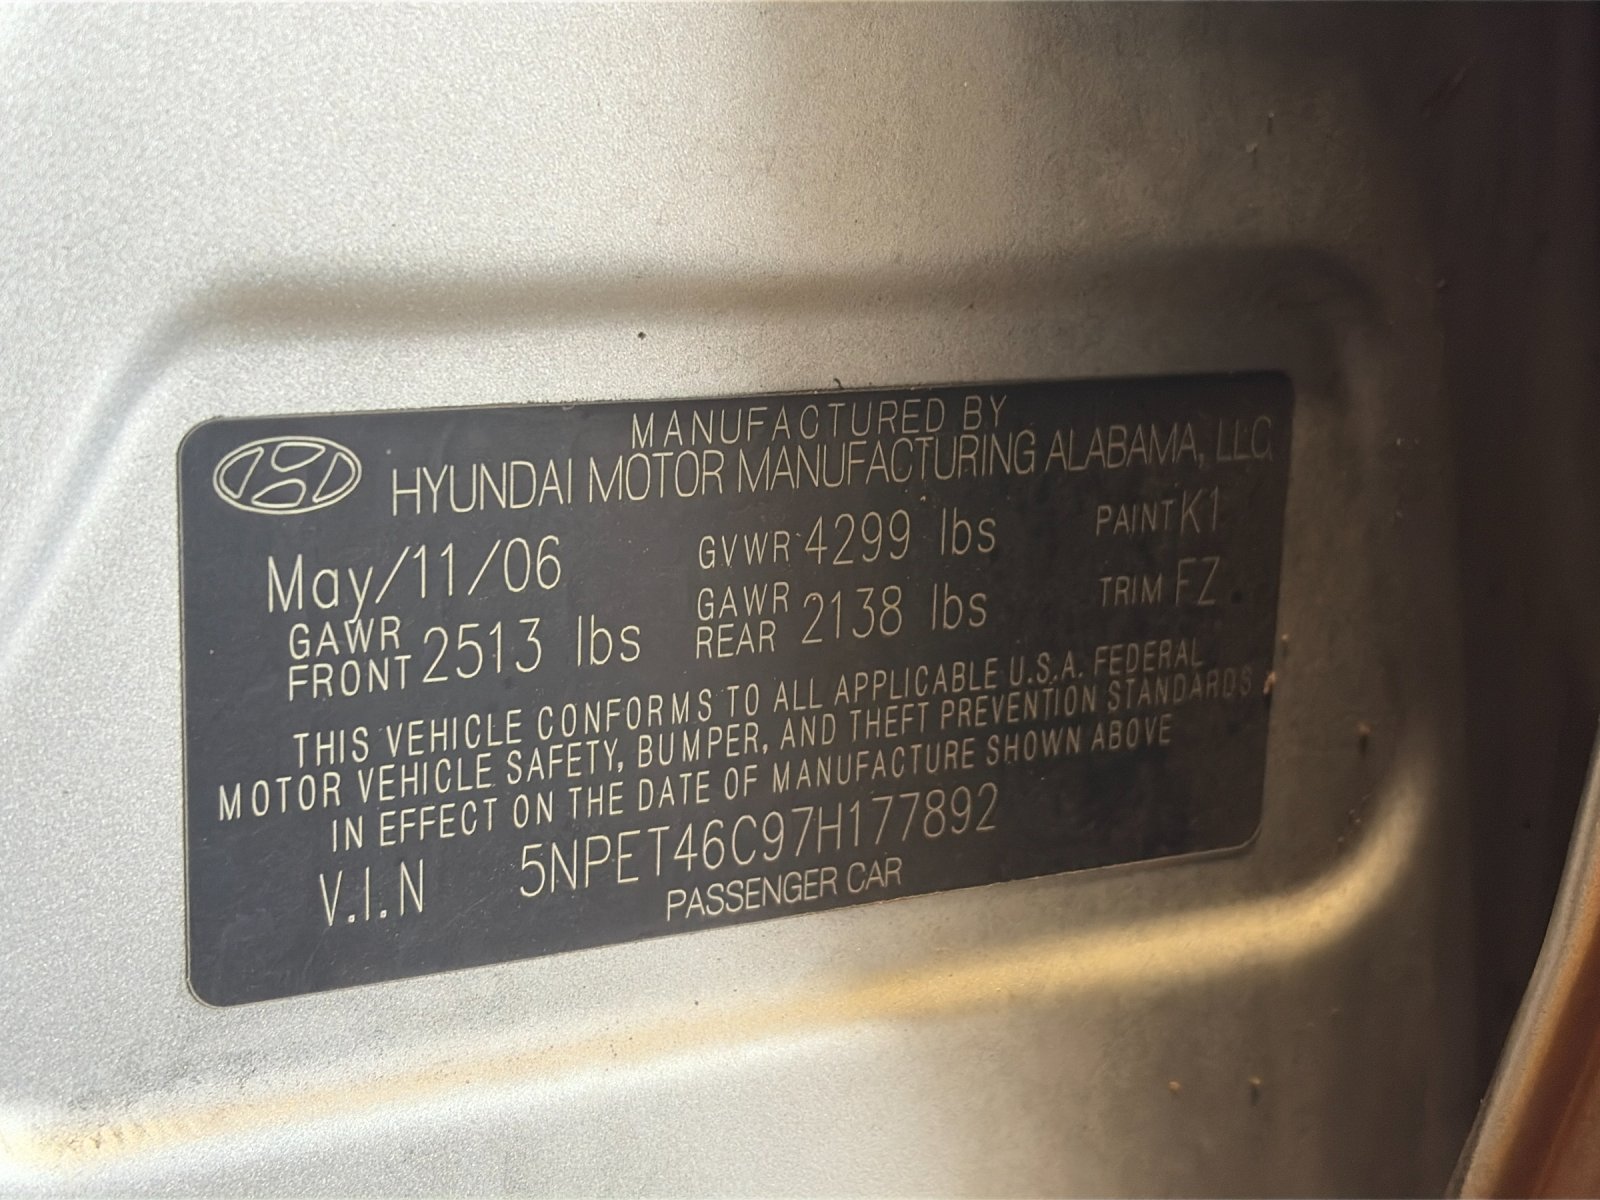 MANUFACTURED BY
HYUNDAI MOTOR MANUFACTURING ALABAMA, LLC
May/11/06 GVWR 4299 lbs PAINT K1
GAWR FRONT 2513 lbs GAWR REAR 2138 lbs TRIM FZ
THIS VEHICLE CONFORMS TO ALL APPLICABLE U.S.A. FEDERAL
MOTOR VEHICLE SAFETY, BUMPER, AND THEFT PREVENTION STANDARDS
IN EFFECT ON THE DATE OF MANUFACTURE SHOWN ABOVE
V.I.N 5NPET46C97H177892
PASSENGER CAR